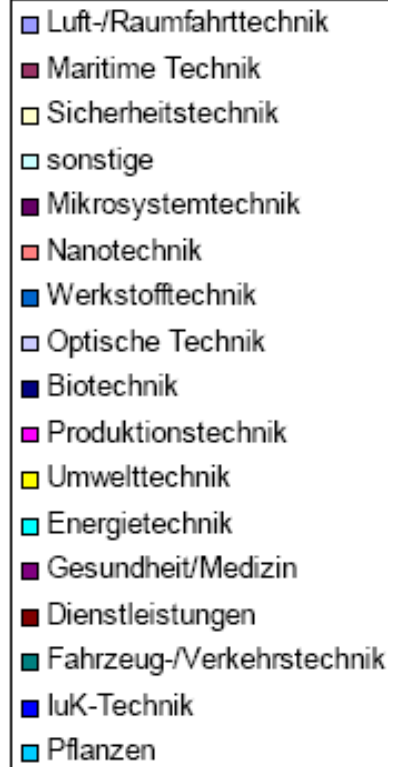 Luft-/Raumfahrttechnik
Maritime Technik
Sicherheitstechnik
sonstige
Mikrosystemtechnik
Nanotechnik
Werkstofftechnik
Optische Technik
Biotechnik
Produktionstechnik
Umwelttechnik
Energietechnik
Gesundheit/Medizin
Dienstleistungen
Fahrzeug-/Verkehrstechnik
IuK-Technik
Pflanzen